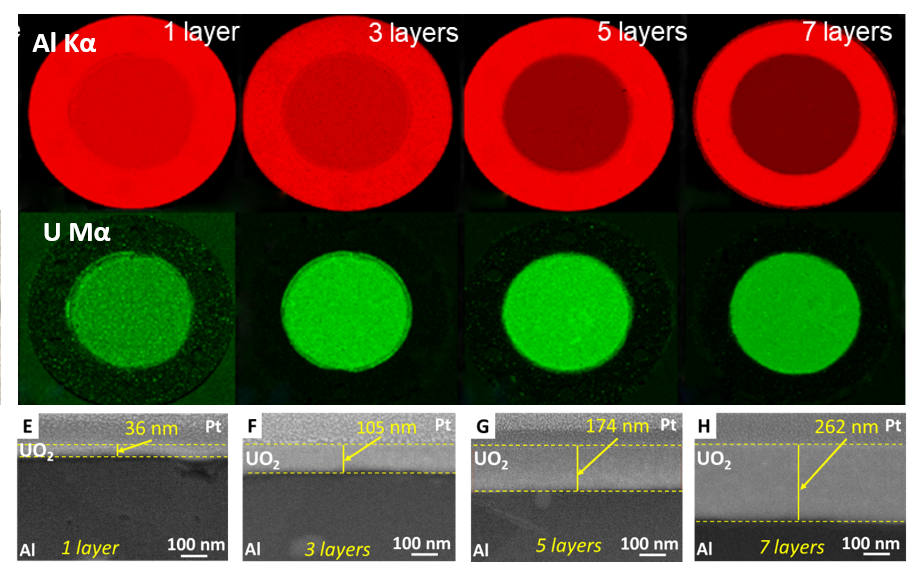 Al Kα
1 layer
3 layers
5 layers
7 layers
U Mα
E
36 nm
Pt
UO₂
Al
1 layer
100 nm
F
105 nm
Pt
UO₂
Al
3 layers
100 nm
G
174 nm
Pt
UO₂
Al
5 layers
100 nm
H
262 nm
Pt
UO₂
Al
7 layers
100 nm